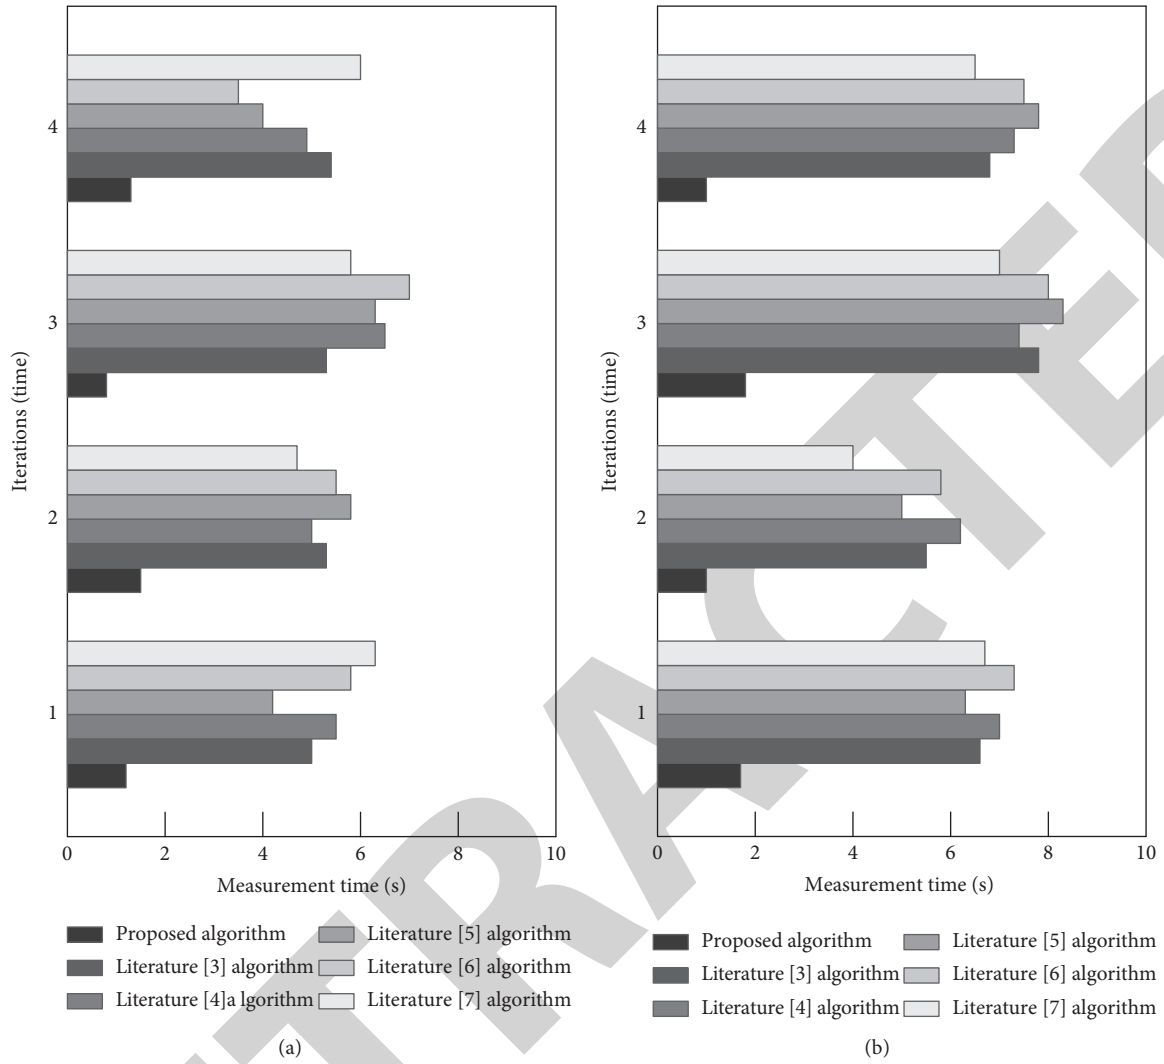 4
3
2
1
Iterations (time)
0
2
4
6
8
10
Measurement time (s)
Proposed algorithm
Literature [3] algorithm
Literature [4]a lgorithm
Literature [5] algorithm
Literature [6] algorithm
Literature [7] algorithm
(a)
4
3
2
1
Iterations (time)
0
2
4
6
8
10
Measurement time (s)
Proposed algorithm
Literature [3] algorithm
Literature [4] algorithm
Literature [5] algorithm
Literature [6] algorithm
Literature [7] algorithm
(b)
TRACTE